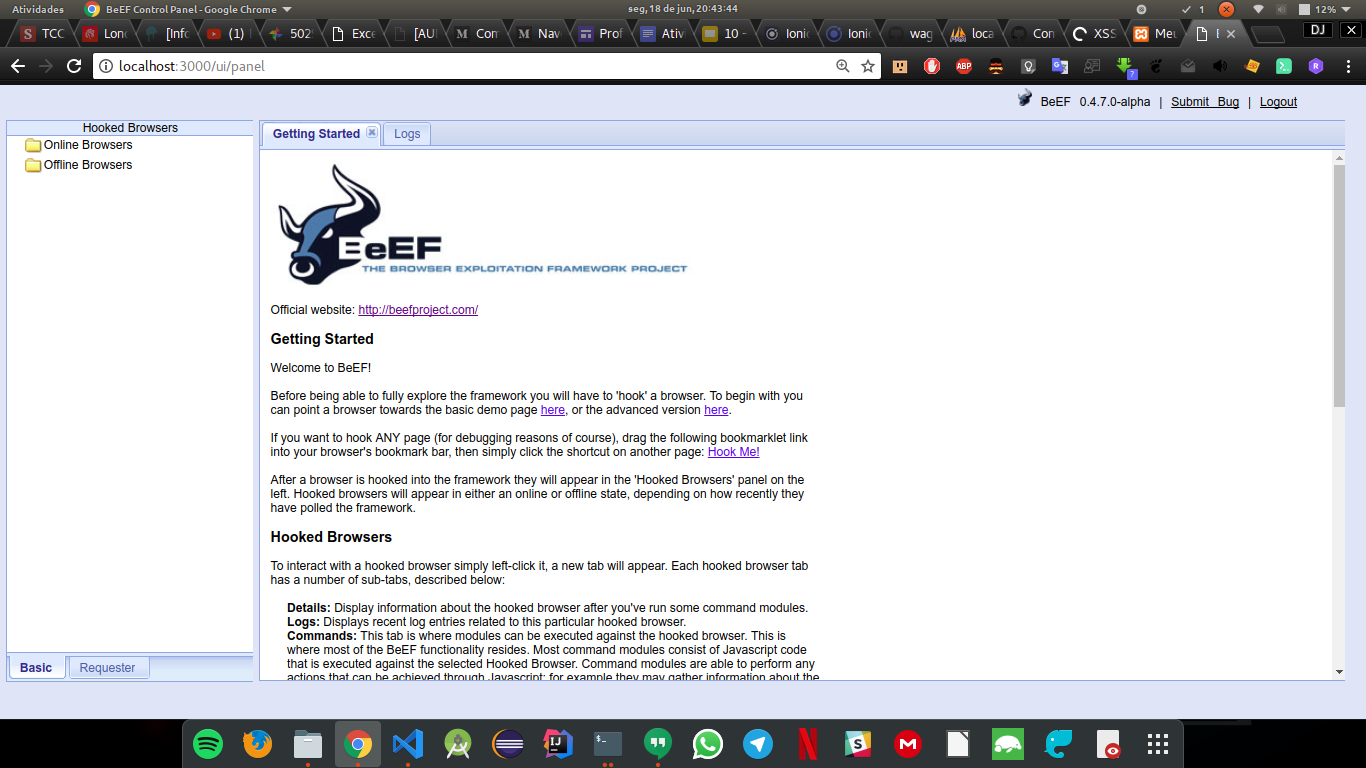 Atividades
BeEF Control Panel - Google Chrome
seg,18 de jun, 20:43:44
1
12%
TCC
Lon
[Info
(1)
502
Exce
[AU
Com
Nav
Prof
Ativ
10 -
Ionic
Ionic
wag
loca
Con
XSS
Meu
DJ
localhost:3000/ui/panel
ABP
?
R
BeEF 0.4.7.0-alpha | Submit Bug | Logout
Hooked Browsers
Online Browsers
Offline Browsers
Basic
Requester
Getting Started
Logs
BeEF
THE BROWSER EXPLOITATION FRAMEWORK PROJECT
Official website: http://beefproject.com/
Getting Started
Welcome to BeEF!
Before being able to fully explore the framework you will have to 'hook' a browser. To begin with you
can point a browser towards the basic demo page here, or the advanced version here.
If you want to hook ANY page (for debugging reasons of course), drag the following bookmarklet link
into your browser's bookmark bar, then simply click the shortcut on another page: Hook Me!
After a browser is hooked into the framework they will appear in the 'Hooked Browsers' panel on the
left. Hooked browsers will appear in either an online or offline state, depending on how recently they
have polled the framework.
Hooked Browsers
To interact with a hooked browser simply left-click it, a new tab will appear. Each hooked browser tab
has a number of sub-tabs, described below:
Details: Display information about the hooked browser after you've run some command modules.
Logs: Displays recent log entries related to this particular hooked browser.
Commands: This tab is where modules can be executed against the hooked browser. This is
where most of the BeEF functionality resides. Most command modules consist of Javascript code
that is executed against the selected Hooked Browser. Command modules are able to perform any
actions that can be achieved through Javascript: for example they may gather information about the